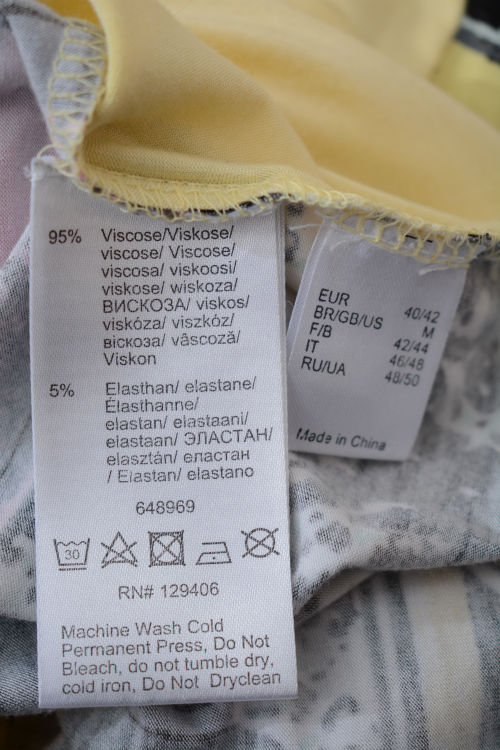 95% Viscose/Viskose/
viscose/ Viscose/
viscosa/ viskoosi/
viskose/ wiskoza/
ВИСКОЗА/ viskos/
viskóza/ viszkóz/
віскоза/ vâscoză/
Viskon
5% Elasthan/ elastane/
Élasthanne/
elastan/ elastaani/
elastaan/ ЭЛАСТАН/
elasztán/ еластан
/ Elastan/ elastano
648969
30
RN# 129406
Machine Wash Cold
Permanent Press, Do Not
Bleach, do not tumble dry,
cold iron, Do Not Dryclean
EUR 40/42
BR/GB/US M
F/B 42/44
IT 46/48
RU/UA 48/50
Made in China